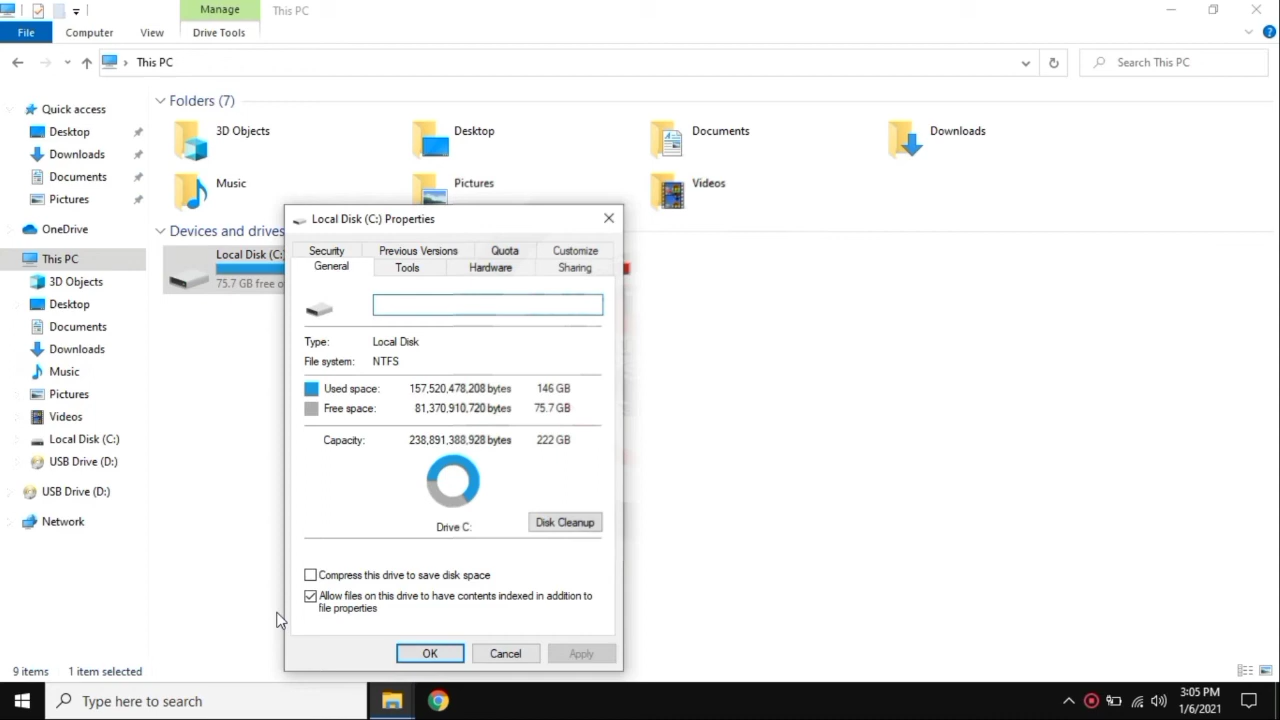 Manage
This PC
File
Computer
View
Drive Tools
This PC
Search This PC
Quick access
Desktop
Downloads
Documents
Pictures
OneDrive
This PC
3D Objects
Desktop
Documents
Downloads
Music
Pictures
Videos
Local Disk (C:)
USB Drive (D:)
USB Drive (D:)
Network
Folders (7)
3D Objects
Desktop
Documents
Downloads
Music
Pictures
Videos
Devices and drives
Local Disk (C:
75.7 GB free
Local Disk (C:) Properties
Security
Previous Versions
Quota
Customize
General
Tools
Hardware
Sharing
Type: Local Disk
File system: NTFS
Used space: 157,520,478,208 bytes 146 GB
Free space: 81,370,910,720 bytes 75.7 GB
Capacity: 238,891,388,928 bytes 222 GB
Drive C:
Disk Cleanup
Compress this drive to save disk space
Allow files on this drive to have contents indexed in addition to
file properties
OK
Cancel
Apply
9 items
1 item selected
Type here to search
3:05 PM
1/6/2021